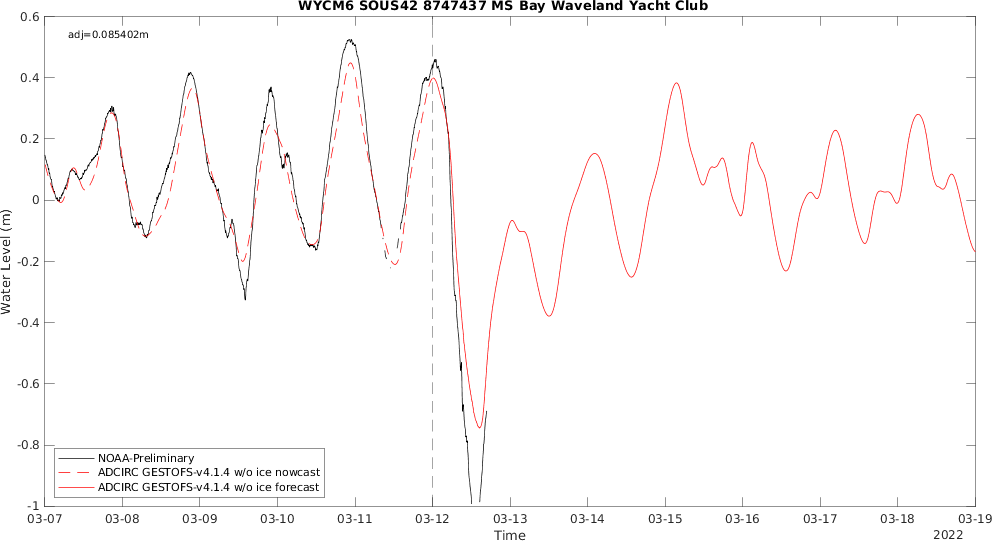 WYCM6 SOUS42 8747437 MS Bay Waveland Yacht Club
adj=0.085402m
0.6
0.4
0.2
0
-0.2
-0.4
-0.6
-0.8
-1
Water Level (m)
NOAA-Preliminary
ADCIRC GESTOFS-v4.1.4 w/o ice nowcast
ADCIRC GESTOFS-v4.1.4 w/o ice forecast
03-07 03-08 03-09 03-10 03-11 03-12 03-13 03-14 03-15 03-16 03-17 03-18 03-19
Time
2022